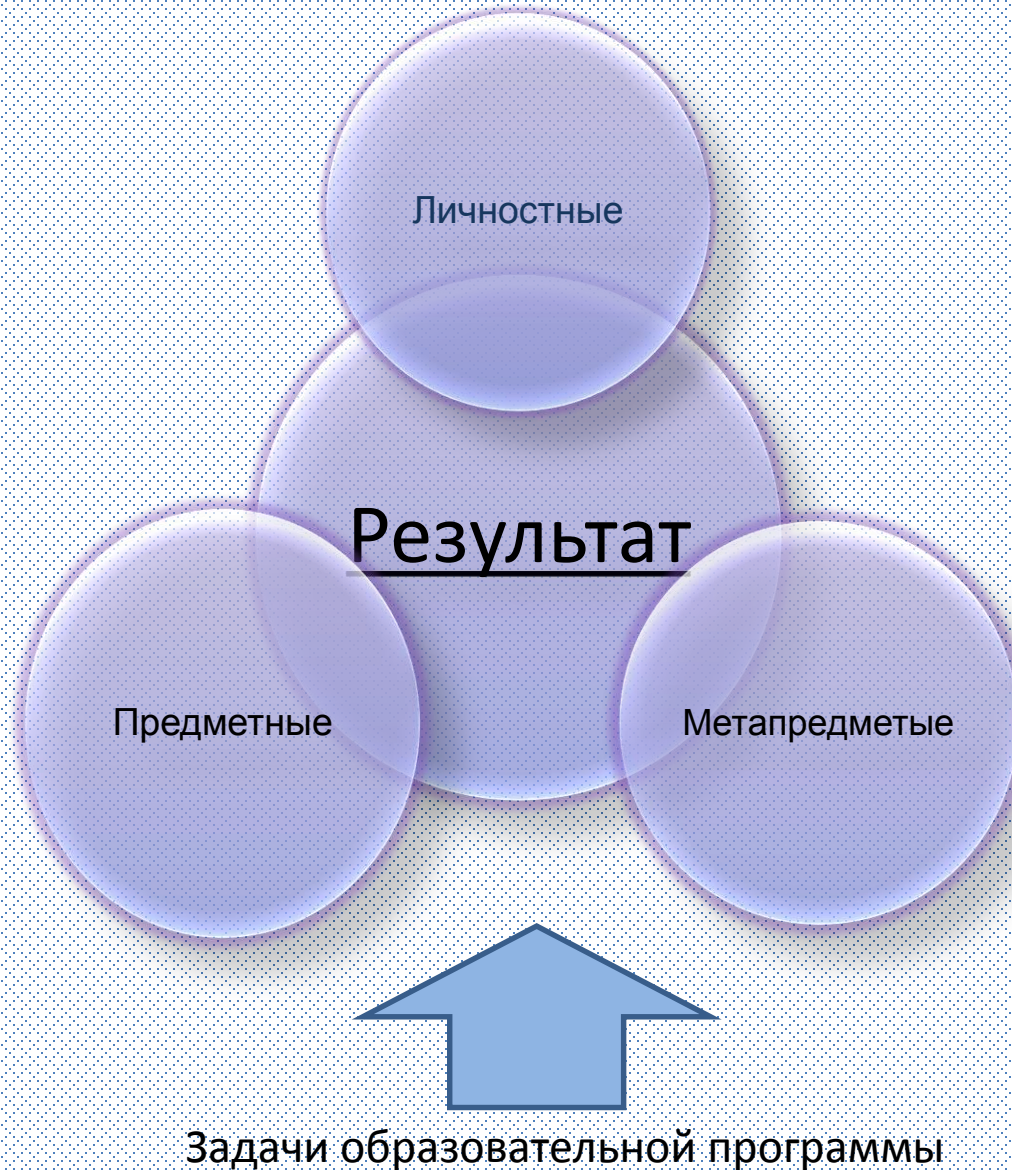 Личностные
Результат
Предметные
Метапредметые
Задачи образовательной программы